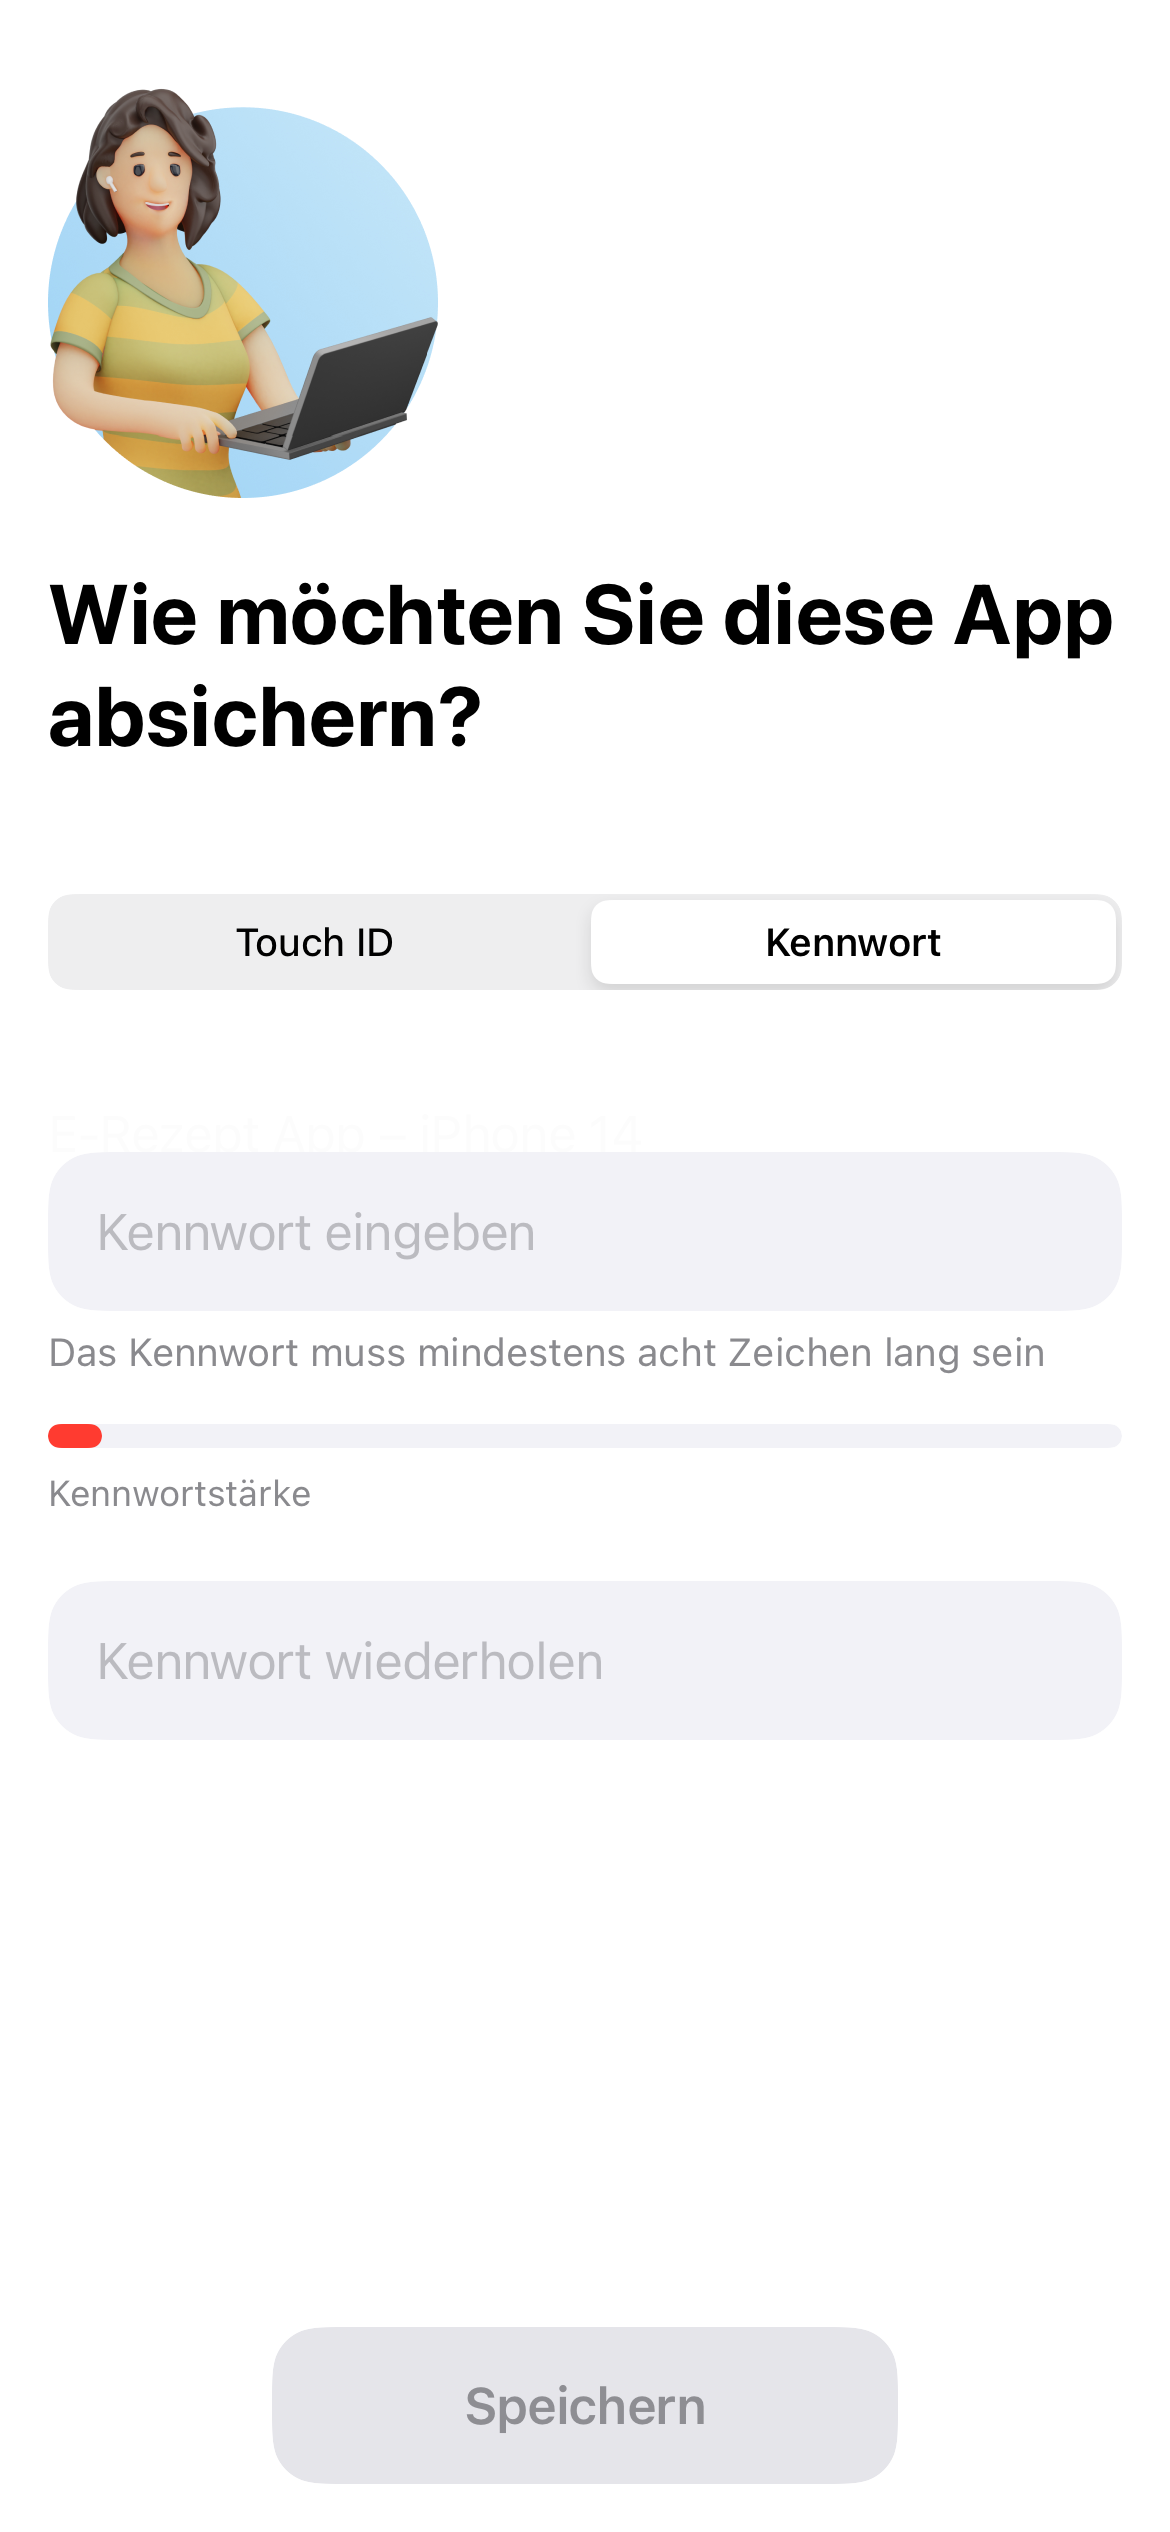 Wie möchten Sie diese App
absichern?
Touch ID
Kennwort
E-Rezept App – iPhone 14
Kennwort eingeben
Das Kennwort muss mindestens acht Zeichen lang sein
Kennwortstärke
Kennwort wiederholen
Speichern